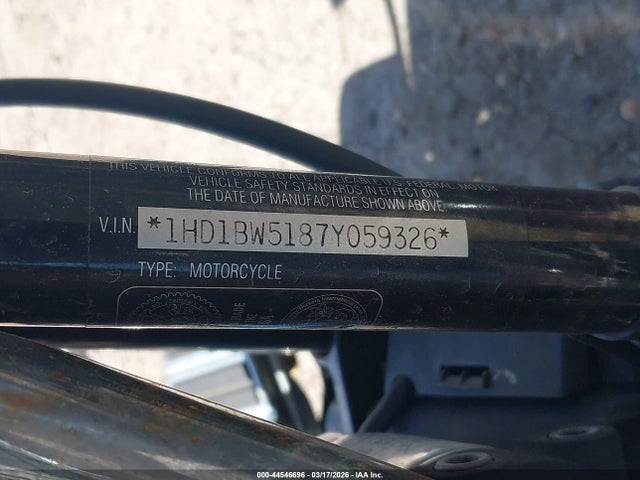 THIS VEHICLE CONFORMS TO ALL APPLICABLE FEDERAL MOTOR
VEHICLE SAFETY STANDARDS IN EFFECT ON
THE DATE OF MANUFACTURE SHOWN ABOVE.
V.I.N. *1HD1BW5187Y059326*
TYPE: MOTORCYCLE
000-44546696 - 03/17/2026 - IAA Inc.